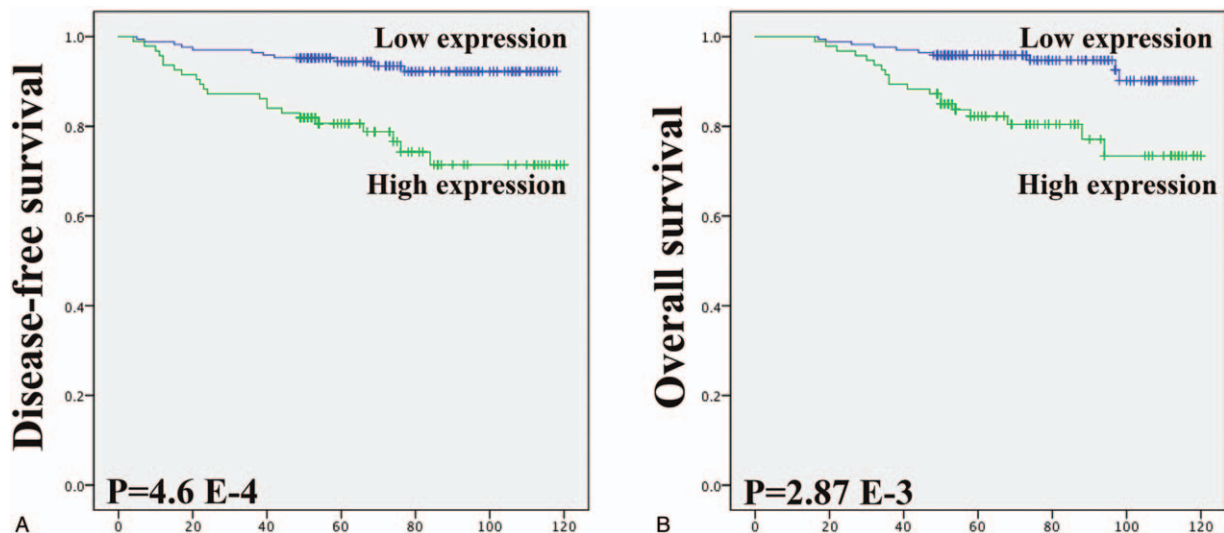 Disease-free survival
1.0
0.8
0.6
0.4
0.2
0.0
Low expression
High expression
P=4.6 E-4
0 20 40 60 80 100 120
A
Overall survival
1.0
0.8
0.6
0.4
0.2
0.0
Low expression
High expression
P=2.87 E-3
0 20 40 60 80 100 120
B